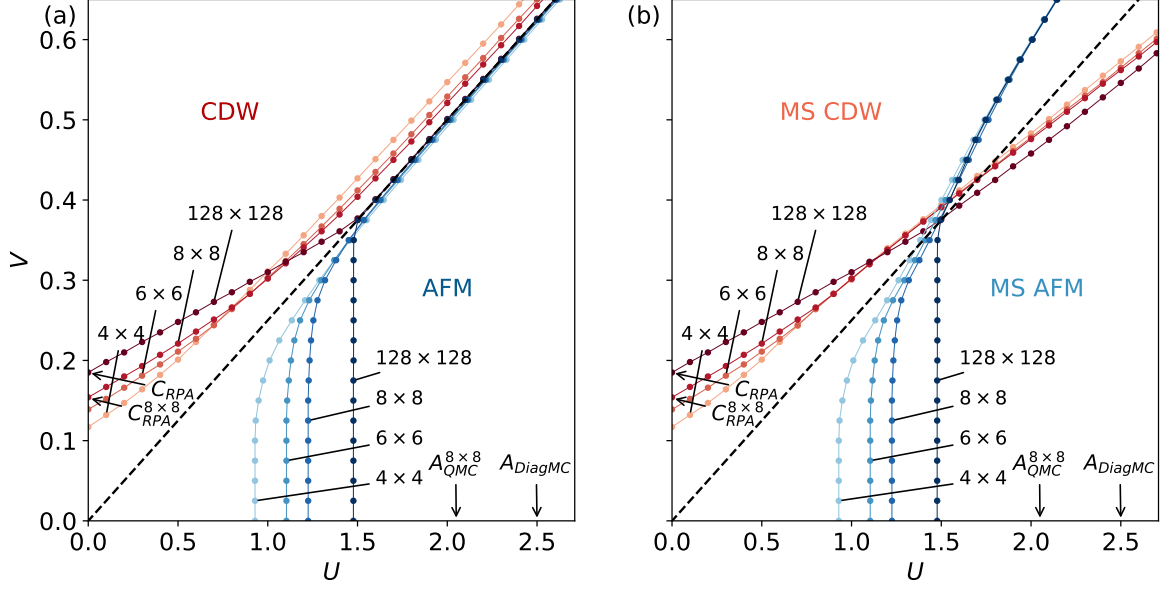 (a)
0.6
0.5
0.4
0.3
0.2
0.1
0.0
V
CDW
128 × 128
8 × 8
6 × 6
4 × 4
C_RPA
C_RPA^8×8
AFM
128 × 128
8 × 8
6 × 6
4 × 4
A_QMC^8×8
A_DiagMC
0.0 0.5 1.0 1.5 2.0 2.5
U
(b)
MS CDW
128 × 128
8 × 8
6 × 6
4 × 4
C_RPA
C_RPA^8×8
MS AFM
128 × 128
8 × 8
6 × 6
4 × 4
A_QMC^8×8
A_DiagMC
0.0 0.5 1.0 1.5 2.0 2.5
U